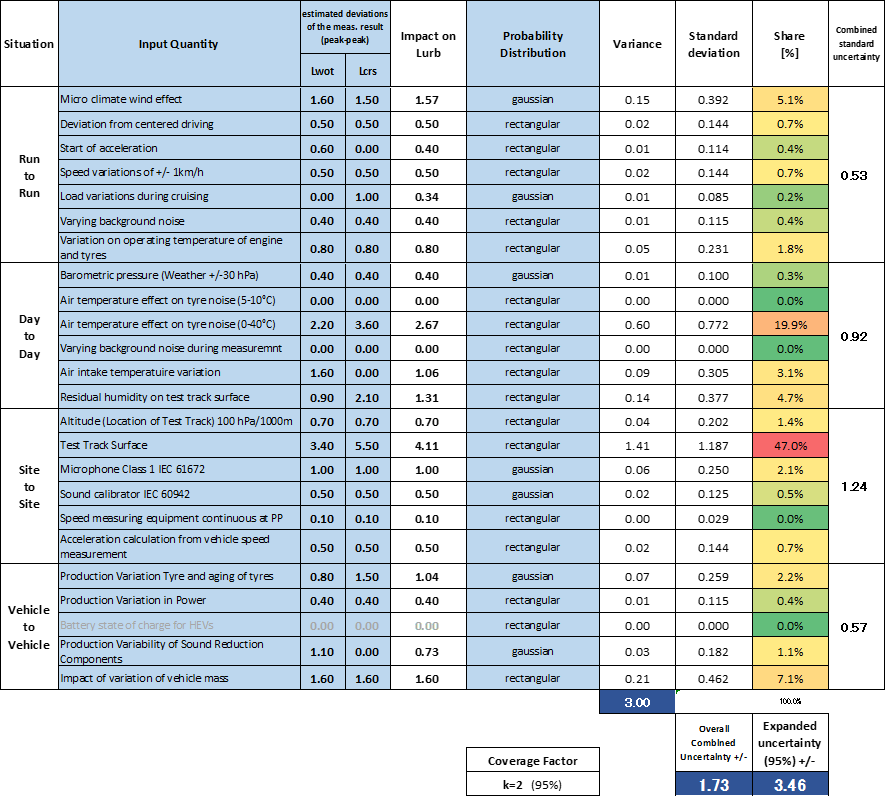 Situation
Input Quantity
estimated deviations
of the meas. result
(peak-peak)
Lwot
Lcrs
Impact on
Lurb
Probability
Distribution
Variance
Standard
deviation
Share
[%]
Combined
standard
uncertainty
Run
to
Run
Micro climate wind effect 1.60 1.50 1.57 gaussian 0.15 0.392 5.1%
Deviation from centered driving 0.50 0.50 0.50 rectangular 0.02 0.144 0.7%
Start of acceleration 0.60 0.00 0.40 rectangular 0.01 0.114 0.4%
Speed variations of +/- 1km/h 0.50 0.50 0.50 rectangular 0.02 0.144 0.7%
Load variations during cruising 0.00 1.00 0.34 gaussian 0.01 0.085 0.2%
Varying background noise 0.40 0.40 0.40 rectangular 0.01 0.115 0.4%
Variation on operating temperature of engine
and tyres 0.80 0.80 0.80 rectangular 0.05 0.231 1.8%
0.53
Day
to
Day
Barometric pressure (Weather +/-30 hPa) 0.40 0.40 0.40 gaussian 0.01 0.100 0.3%
Air temperature effect on tyre noise (5-10°C) 0.00 0.00 0.00 rectangular 0.00 0.000 0.0%
Air temperature effect on tyre noise (0-40°C) 2.20 3.60 2.67 rectangular 0.60 0.772 19.9%
Varying background noise during measuremnt 0.00 0.00 0.00 rectangular 0.00 0.000 0.0%
Air intake temperatuire variation 1.60 0.00 1.06 rectangular 0.09 0.305 3.1%
Residual humidity on test track surface 0.90 2.10 1.31 rectangular 0.14 0.377 4.7%
0.92
Site
to
Site
Altitude (Location of Test Track) 100 hPa/1000m 0.70 0.70 0.70 rectangular 0.04 0.202 1.4%
Test Track Surface 3.40 5.50 4.11 rectangular 1.41 1.187 47.0%
Microphone Class 1 IEC 61672 1.00 1.00 1.00 gaussian 0.06 0.250 2.1%
Sound calibrator IEC 60942 0.50 0.50 0.50 gaussian 0.02 0.125 0.5%
Speed measuring equipment continuous at PP 0.10 0.10 0.10 rectangular 0.00 0.029 0.0%
Acceleration calculation from vehicle speed
measurement 0.50 0.50 0.50 rectangular 0.02 0.144 0.7%
1.24
Vehicle
to
Vehicle
Production Variation Tyre and aging of tyres 0.80 1.50 1.04 gaussian 0.07 0.259 2.2%
Production Variation in Power 0.40 0.40 0.40 rectangular 0.01 0.115 0.4%
Battery state of charge for HEVs 0.00 0.00 0.00 rectangular 0.00 0.000 0.0%
Production Variability of Sound Reduction
Components 1.10 0.00 0.73 gaussian 0.03 0.182 1.1%
Impact of variation of vehicle mass 1.60 1.60 1.60 rectangular 0.21 0.462 7.1%
0.57
3.00 100.0%
Overall
Combined
Uncertainty +/-
Expanded
uncertainty
(95%) +/-
Coverage Factor
k=2 (95%)
1.73 3.46